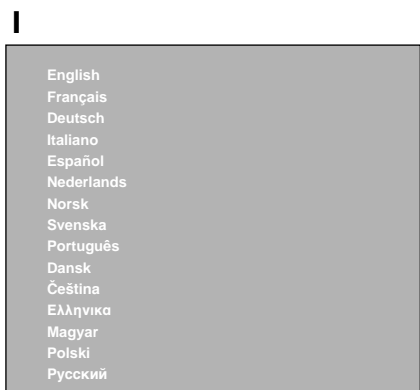 English
Français
Deutsch
Italiano
Español
Nederlands
Norsk
Svenska
Português
Dansk
Čeština
Ελληνικα
Magyar
Polski
Русский